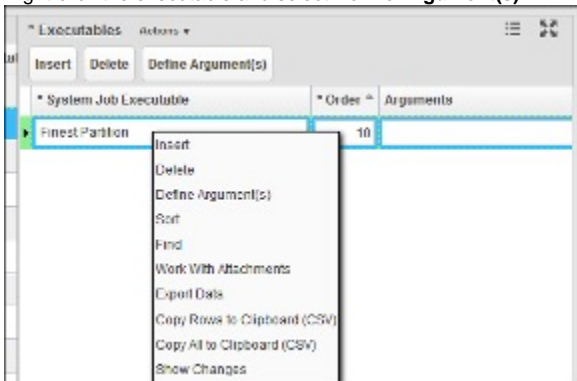 * Executables Actions
Insert Delete Define Argument(s)
* System Job Executable * Order Arguments
Finest Partition 10
Insert
Delete
Define Argument(s)
Sort
Find
Work With Attachments
Export Data
Copy Rows to Clipboard (CSV)
Copy All to Clipboard (CSV)
Show Changes